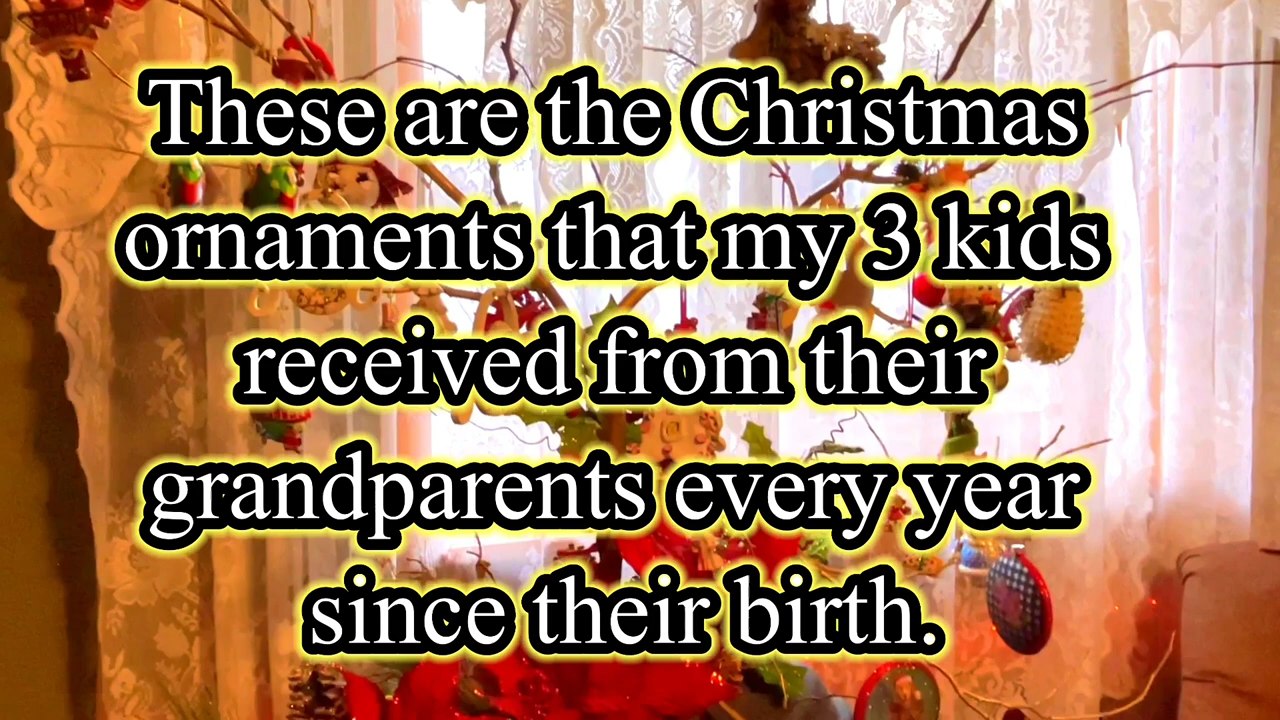 These are the Christmas
ornaments that my 3 kids
received from their
grandparents every year
since their birth.